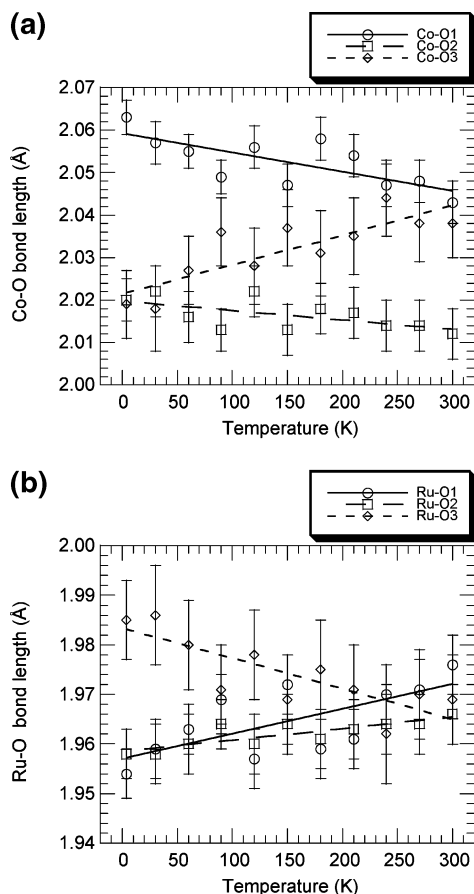 (a)
Co-O1
Co-O2
Co-O3
2.07
2.06
2.05
2.04
2.03
2.02
2.01
2.00
Co-O bond length (Å)
0 50 100 150 200 250 300
Temperature (K)
(b)
Ru-O1
Ru-O2
Ru-O3
2.00
1.99
1.98
1.97
1.96
1.95
1.94
Ru-O bond length (Å)
0 50 100 150 200 250 300
Temperature (K)